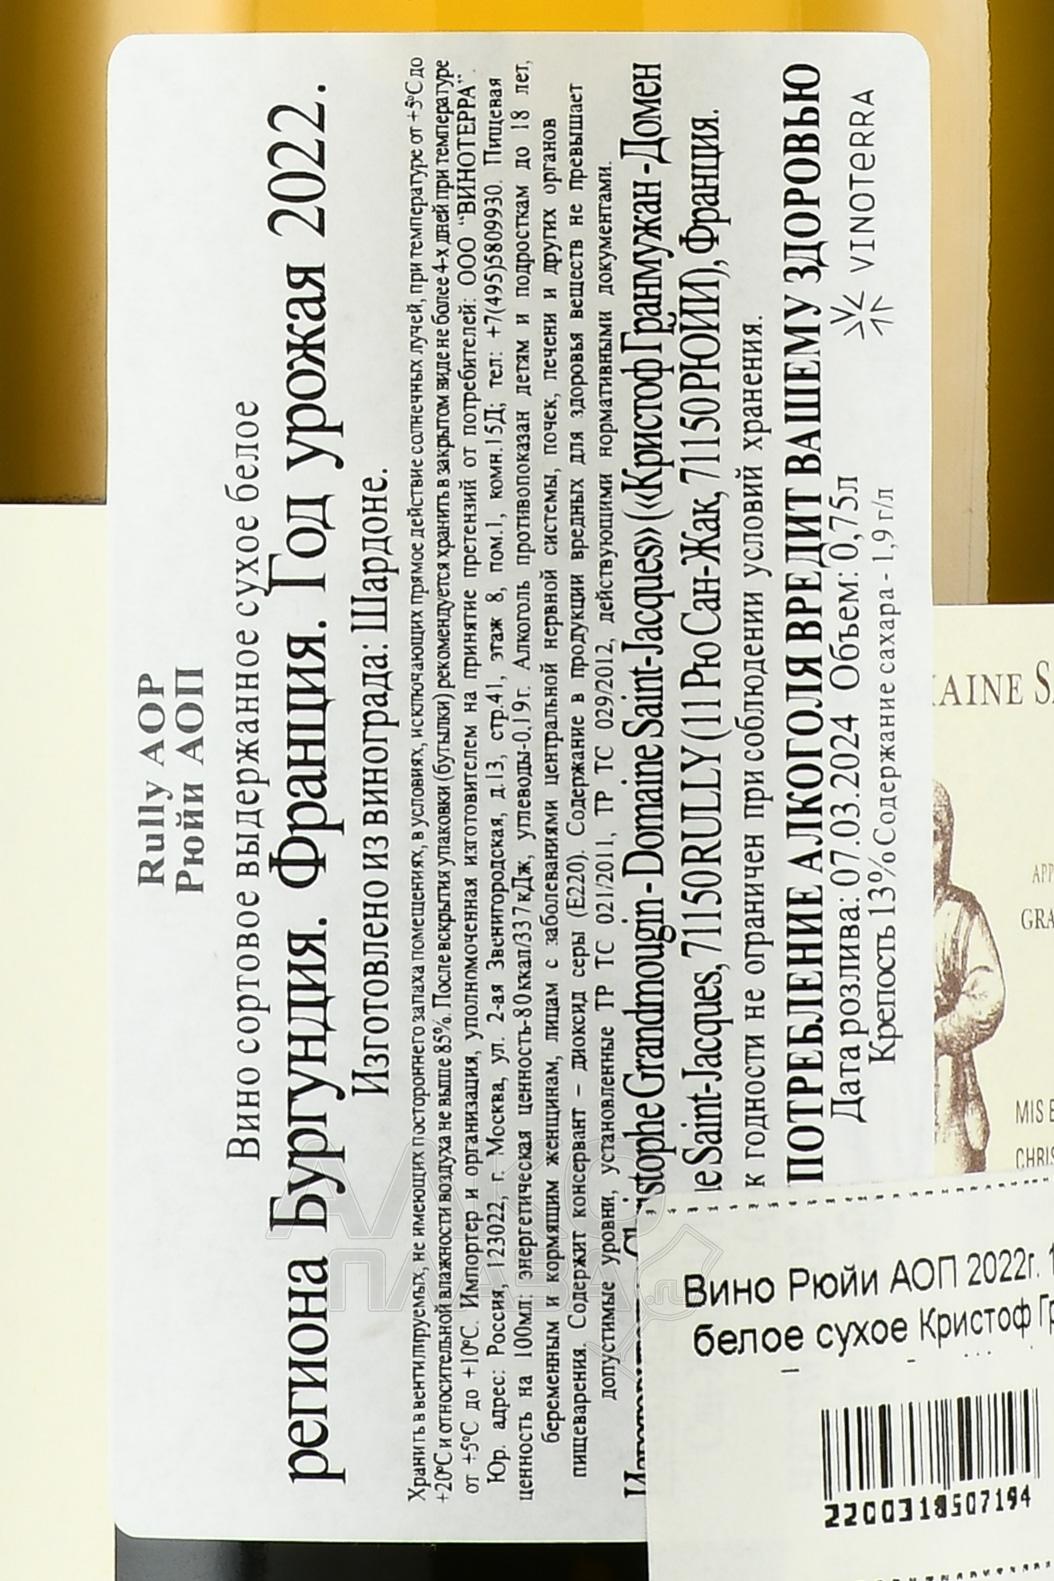 Rully AOP
Рюйи АОП
Вино сортовое выдержанное сухое белое
региона Бургундия. Франция. Год урожая 2022.
Изготовлено из винограда: Шардоне.
Хранить в вентилируемых, не имеющих постороннего запаха помещениях, в условиях, исключающих прямое действие солнечных лучей, при температуре от +5°C до
+20°C и относительной влажности воздуха не выше 85%. После вскрытия упаковки (бутылки) рекомендуется хранить в закрытом виде не более 4-х дней при температуре
от +5°C до +10°C. Импортер и организация, уполномоченная изготовителем на принятие претензий от потребителей: ООО "ВИНОТЕРРА".
Юр. адрес: Россия, 123022, г. Москва, ул. 2-ая Звенигородская, д.13, стр.41, этаж 8, пом.1, комн.15Д; тел: +7(495)5809930. Пищевая
ценность на 100мл: энергетическая ценность-80ккал/337кДж, углеводы-0,19г. Алкоголь противопоказан детям и подросткам до 18 лет,
беременным и кормящим женщинам, лицам с заболеваниями центральной нервной системы, почек, печени и других органов
пищеварения. Содержит консервант – диоксид серы (Е220). Содержание в продукции вредных для здоровья веществ не превышает
допустимые уровни, установленные ТР ТС 021/2011, ТР ТС 029/2012, действующими нормативными документами.
Christophe Grandmougin - Domaine Saint-Jacques» («Кристоф Гранмужан -Домен
Saint-Jacques, 71150 RULLY (11 Рю Сан-Жак, 71150 РЮЙИ), Франция.
к годности не ограничен при соблюдении условий хранения.
ПОТРЕБЛЕНИЕ АЛКОГОЛЯ ВРЕДИТ ВАШЕМУ ЗДОРОВЬЮ
Дата розлива: 07.03.2024 Объем: 0,75л
Крепость 13% Содержание сахара - 1,9 г/л
VINOTERRA
AINE S
APP
GRA
MIS E
CHRIS
Вино Рюйи АОП 2022г. 1
белое сухое Кристоф Гр
2200318507194